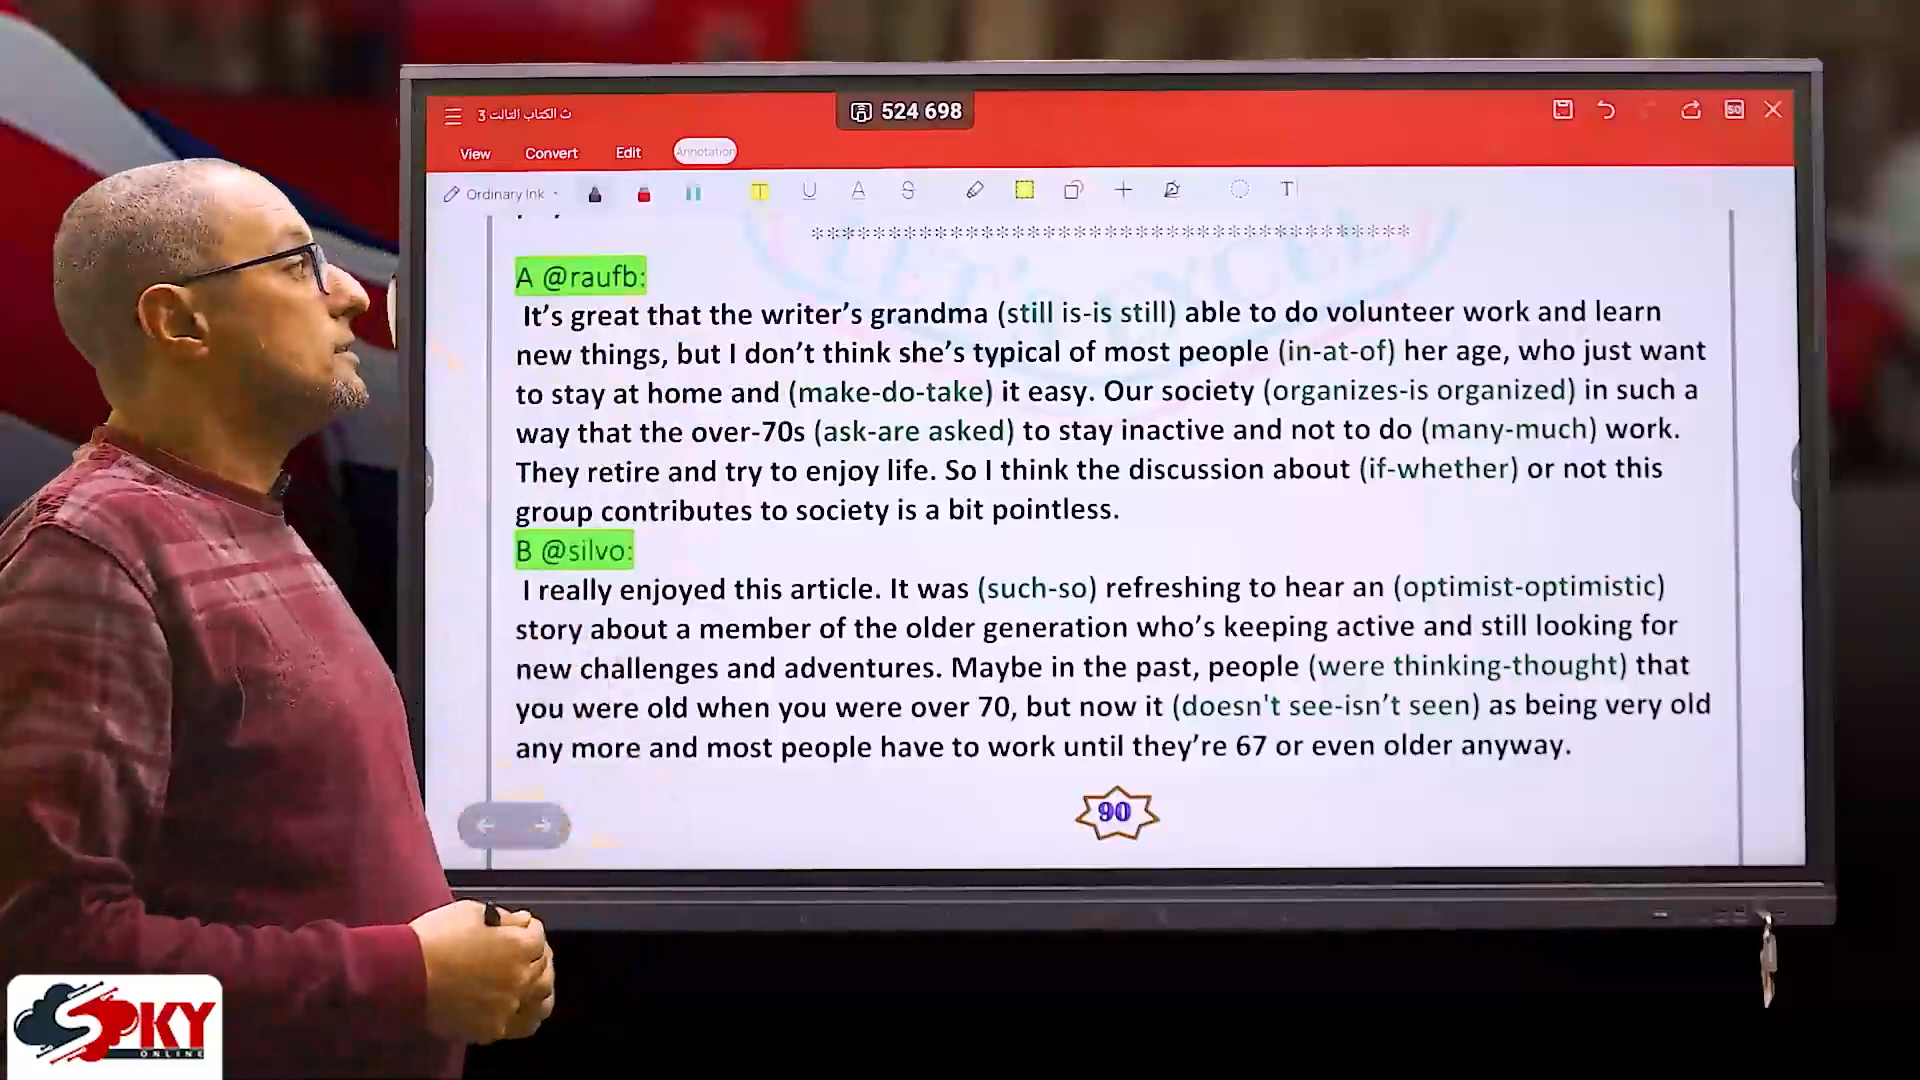 3 ث الكتاب الثالث
524 698
View Convert Edit Annotation
Ordinary Ink
****************************************
A @raufb:
It's great that the writer's grandma (still is-is still) able to do volunteer work and learn
new things, but I don't think she's typical of most people (in-at-of) her age, who just want
to stay at home and (make-do-take) it easy. Our society (organizes-is organized) in such a
way that the over-70s (ask-are asked) to stay inactive and not to do (many-much) work.
They retire and try to enjoy life. So I think the discussion about (if-whether) or not this
group contributes to society is a bit pointless.
B @silvo:
I really enjoyed this article. It was (such-so) refreshing to hear an (optimist-optimistic)
story about a member of the older generation who's keeping active and still looking for
new challenges and adventures. Maybe in the past, people (were thinking-thought) that
you were old when you were over 70, but now it (doesn't see-isn't seen) as being very old
any more and most people have to work until they're 67 or even older anyway.
90
SKY
ONLINE